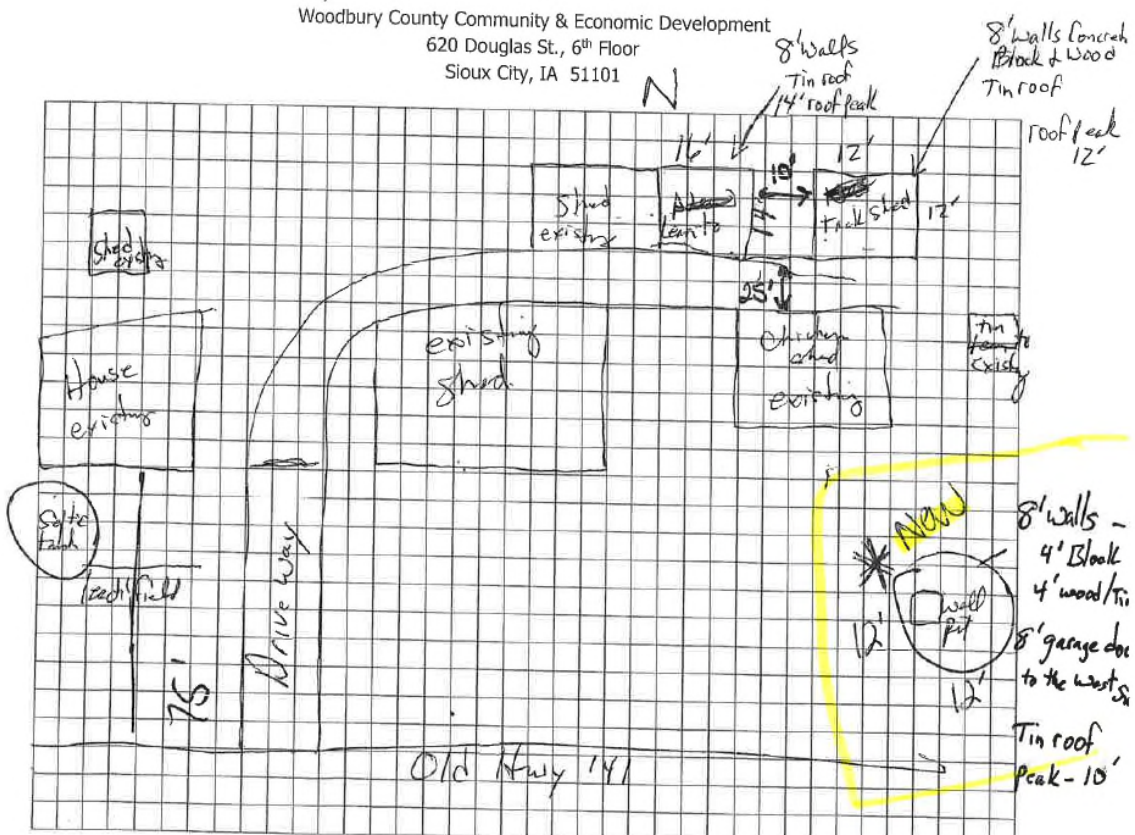 Woodbury County Community & Economic Development
620 Douglas St., 6th Floor
Sioux City, IA 51101
N
8' walls
Tin roof
14' roof peak
8' walls Concrete
Block & Wood
Tin roof
roof peak
12'
16'
10'
12'
Shed
existing
Lean to
14'
Shed
12'
Shed
existing
25'
House
existing
existing
shed
Chicken
shed
existing
tin
lean to
existing
Septic
tank
field
Drive way
75'
New
12'
well
pit
12'
8' walls -
4' Block
4' wood/Tin
8' garage door
to the west
Tin roof
Peak - 10'
Old Hwy 141